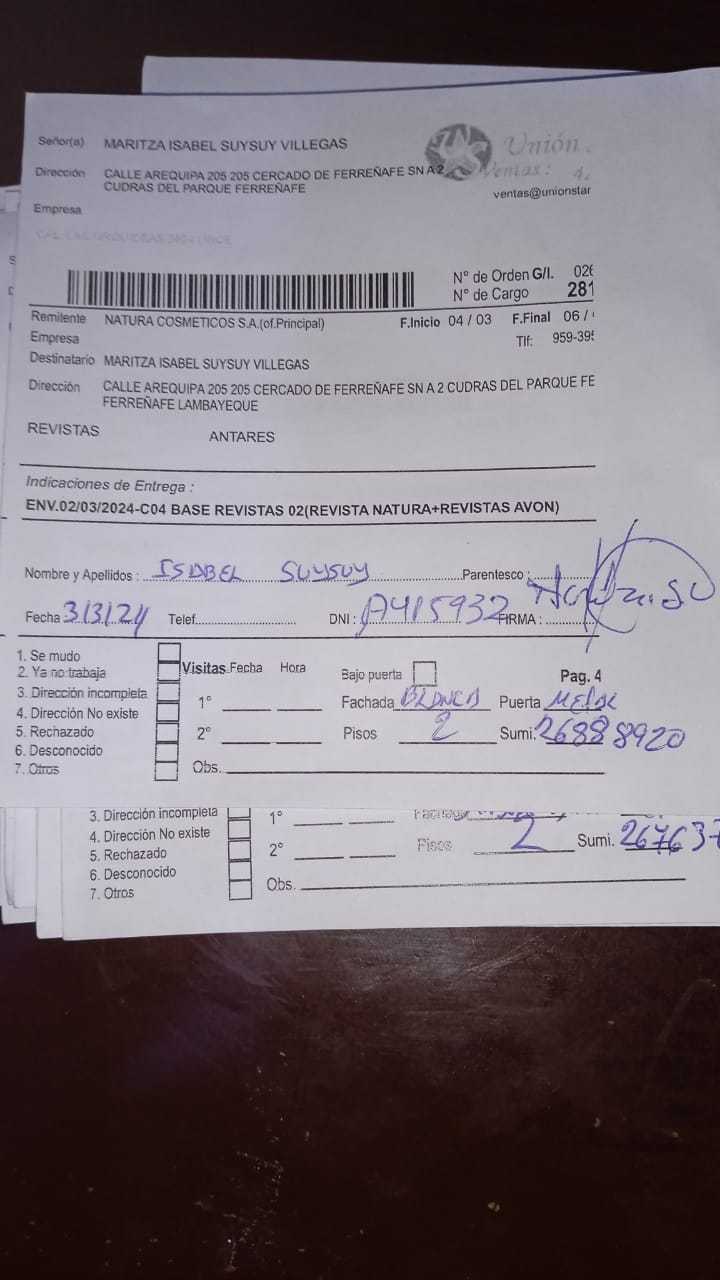 Señor(a) MARITZA ISABEL SUYSUY VILLEGAS
Unión
Ventas: 4.
Dirección CALLE AREQUIPA 205 205 CERCADO DE FERREÑAFE SN A 2
CUDRAS DEL PARQUE FERREÑAFE
ventas@unionstar
Empresa
N° de Orden G/I. 026
N° de Cargo 281
Remitente NATURA COSMETICOS S.A.(of.Principal) F.Inicio 04 / 03 F.Final 06 /
Empresa Tlf: 959-395
Destinatario MARITZA ISABEL SUYSUY VILLEGAS
Dirección CALLE AREQUIPA 205 205 CERCADO DE FERREÑAFE SN A 2 CUDRAS DEL PARQUE FE
FERREÑAFE LAMBAYEQUE
REVISTAS ANTARES
Indicaciones de Entrega :
ENV.02/03/2024-C04 BASE REVISTAS 02(REVISTA NATURA+REVISTAS AVON)
Nombre y Apellidos : ISABEL SUYSUY Parentesco :
Fecha 3/3/24 Telef. DNI : A415932 FIRMA :
1. Se mudo
2. Ya no trabaja Visitas Fecha Hora Bajo puerta Pag. 4
3. Dirección incompleta 1° Fachada BLANCA Puerta METAL
4. Dirección No existe
5. Rechazado 2° Pisos 2 Sumi. 26888920
6. Desconocido
7. Otros Obs.
3. Dirección incompleta 1° Fachada
4. Dirección No existe
5. Rechazado 2° Pisos 2 Sumi. 267637
6. Desconocido
7. Otros Obs.